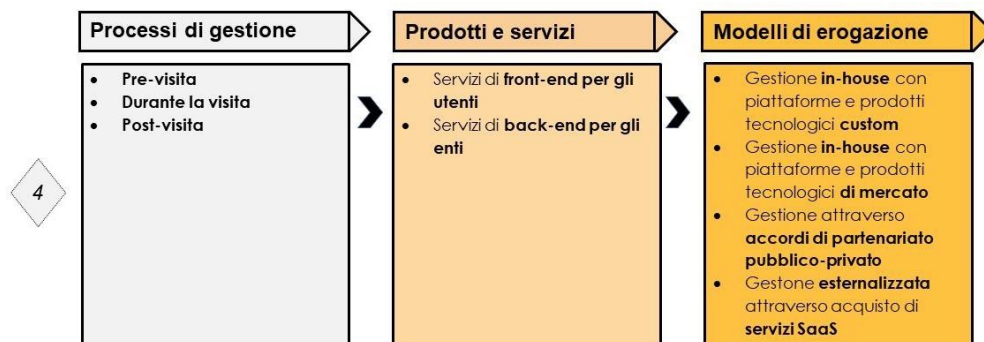 Processi di gestione
Prodotti e servizi
Modelli di erogazione
4
• Pre-visita
• Durante la visita
• Post-visita
• Servizi di front-end per gli
utenti
• Servizi di back-end per gli
enti
• Gestione in-house con
piattaforme e prodotti
tecnologici custom
• Gestione in-house con
piattaforme e prodotti
tecnologici di mercato
• Gestione attraverso
accordi di partenariato
pubblico-privato
• Gestone esternalizzata
attraverso acquisto di
servizi SaaS